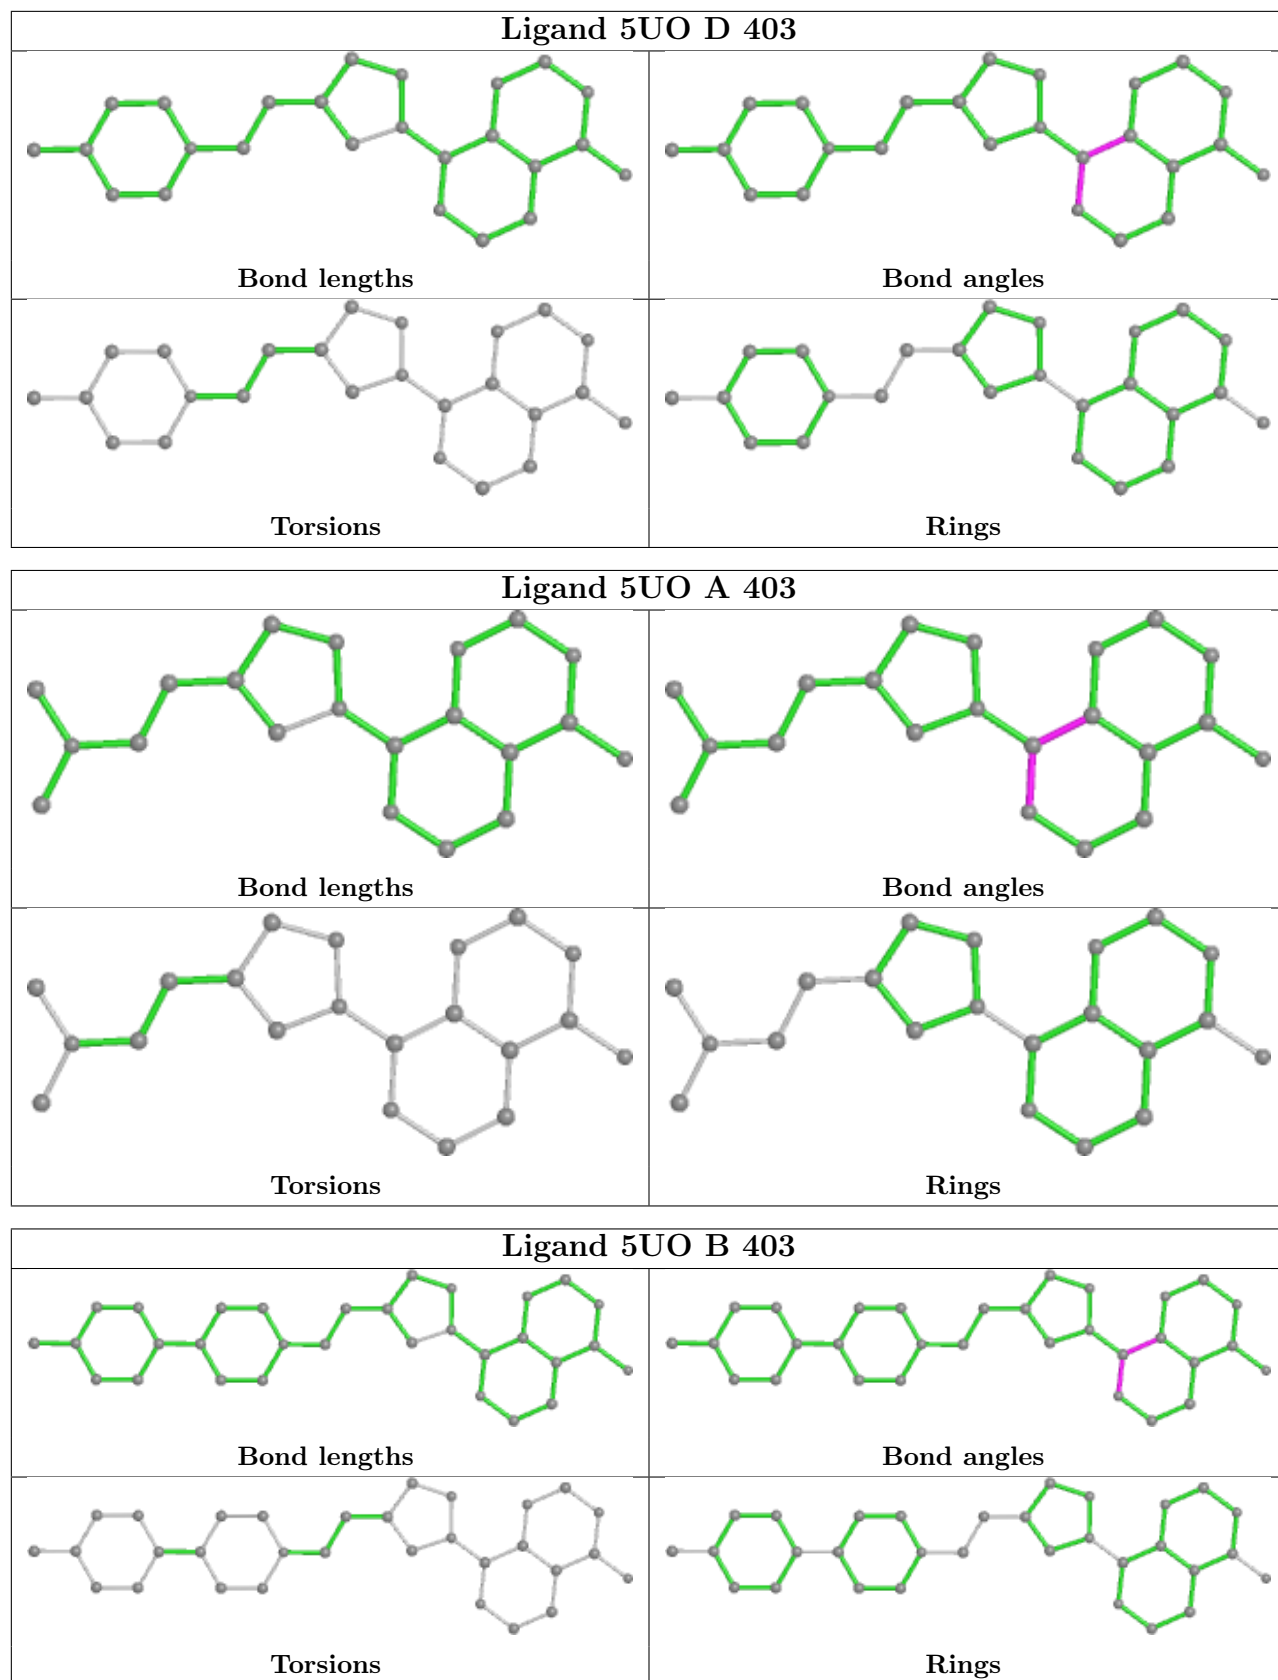 Ligand 5UO D 403
Bond lengths
Bond angles
Torsions
Rings
Ligand 5UO A 403
Bond lengths
Bond angles
Torsions
Rings
Ligand 5UO B 403
Bond lengths
Bond angles
Torsions
Rings